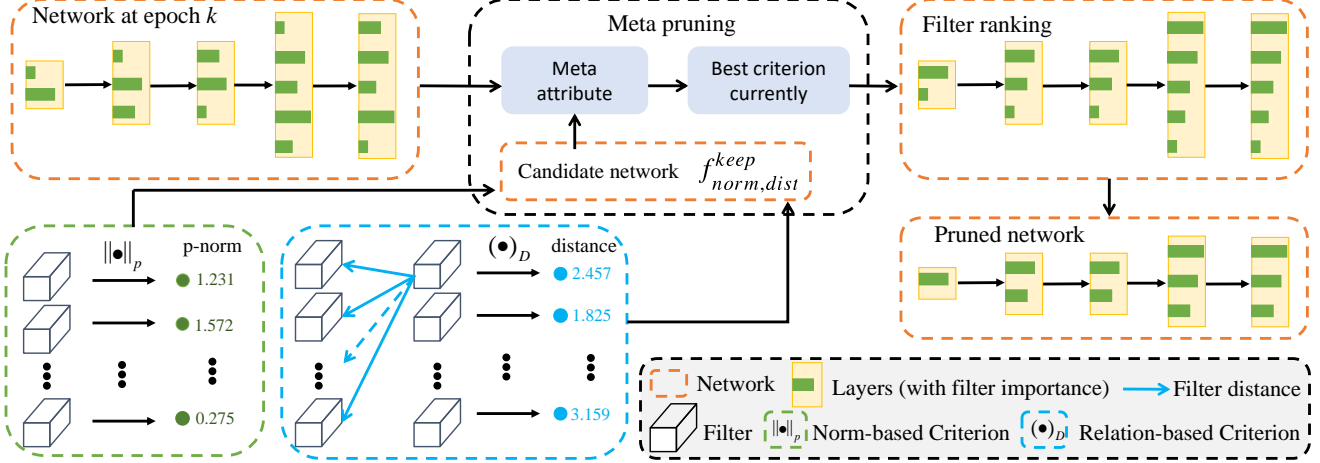 Network at epoch k
Meta pruning
Filter ranking
Meta attribute
Best criterion currently
Candidate network f^{keep}_{norm,dist}
Pruned network
||●||_p p-norm
1.231
1.572
0.275
(●)_D distance
2.457
1.825
3.159
Network Layers (with filter importance) Filter distance
Filter ||●||_p Norm-based Criterion (●)_D Relation-based Criterion